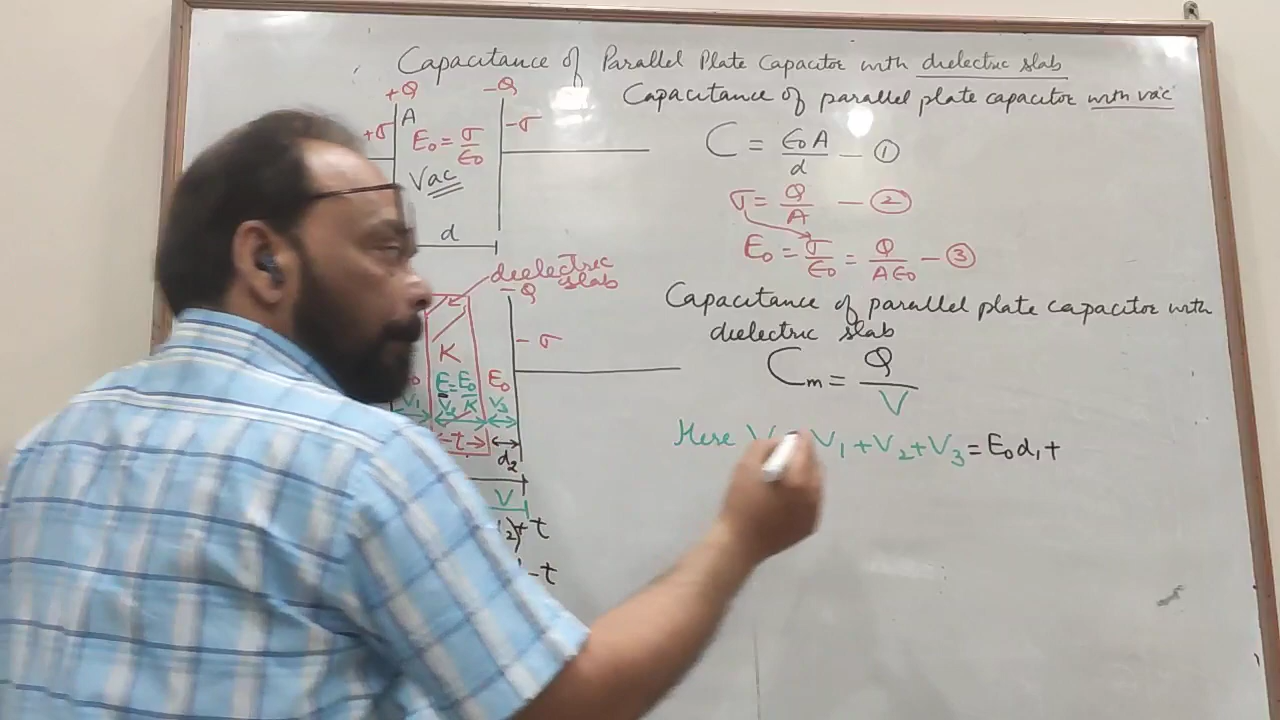 Capacitance of Parallel Plate Capacitor with dielectric slab
Capacitance of parallel plate capacitor with vac
+Q
-Q
A
+σ
E₀ = σ/ε₀
-σ
Vac
d
C = ε₀A/d — ①
σ = Q/A — ②
E₀ = σ/ε₀ = Q/Aε₀ — ③
dielectric
slab
-Q
K
-σ
E = E₀/K
E₀
V₁
V₂
V₃
t
d₂
V
2)+t
-t
Capacitance of parallel plate capacitor with
dielectric slab
Cₘ = Q/V
Here V V₁+V₂+V₃ = E₀d₁+